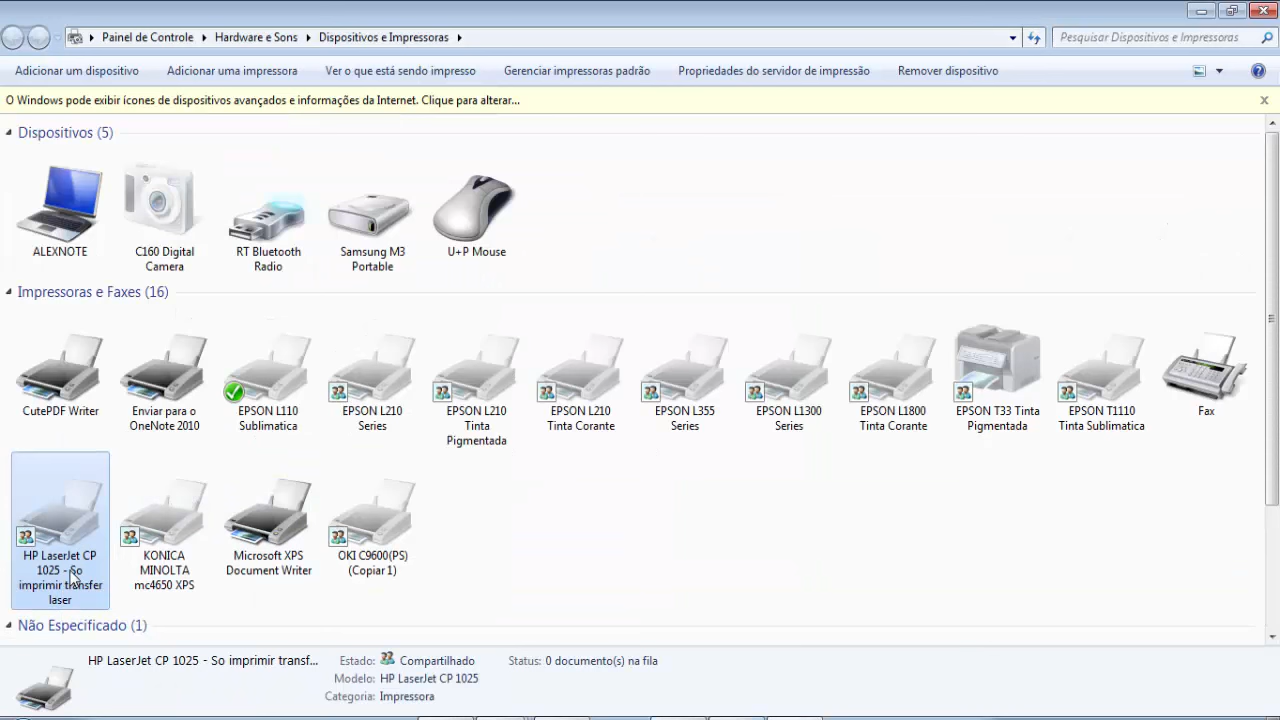 Painel de Controle Hardware e Sons Dispositivos e Impressoras
Pesquisar Dispositivos e Impressoras
Adicionar um dispositivo Adicionar uma impressora Ver o que está sendo impresso Gerenciar impressoras padrão Propriedades do servidor de impressão Remover dispositivo
O Windows pode exibir ícones de dispositivos avançados e informações da Internet. Clique para alterar...
Dispositivos (5)
ALEXNOTE
C160 Digital
Camera
RT Bluetooth
Radio
Samsung M3
Portable
U+P Mouse
Impressoras e Faxes (16)
CutePDF Writer
Enviar para o
OneNote 2010
EPSON L110
Sublimatica
EPSON L210
Series
EPSON L210
Tinta
Pigmentada
EPSON L210
Tinta Corante
EPSON L355
Series
EPSON L1300
Series
EPSON L1800
Tinta Corante
EPSON T33 Tinta
Pigmentada
EPSON T1110
Tinta Sublimatica
Fax
HP LaserJet CP
1025 - So
imprimir transfer
laser
KONICA
MINOLTA
mc4650 XPS
Microsoft XPS
Document Writer
OKI C9600(PS)
(Copiar 1)
Não Especificado (1)
HP LaserJet CP 1025 - So imprimir transf...
Estado: Compartilhado
Modelo: HP LaserJet CP 1025
Categoria: Impressora
Status: 0 documento(s) na fila